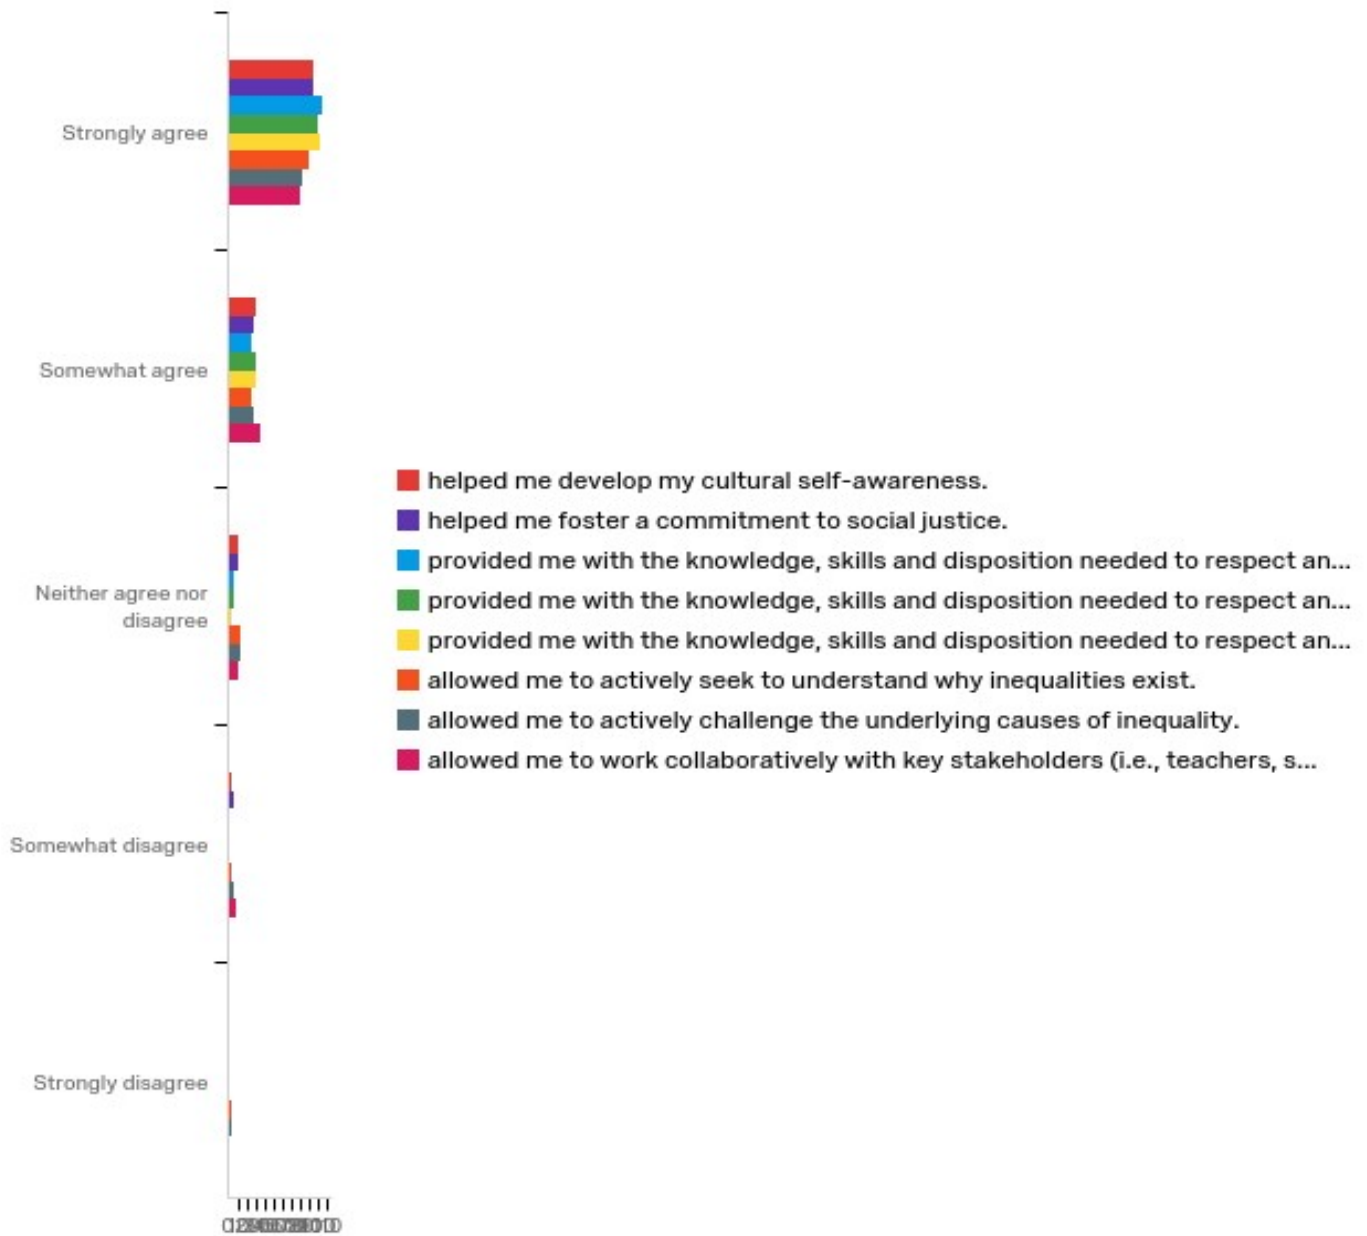 Strongly agree
Somewhat agree
Neither agree nor
disagree
Somewhat disagree
Strongly disagree
helped me develop my cultural self-awareness.
helped me foster a commitment to social justice.
provided me with the knowledge, skills and disposition needed to respect an...
provided me with the knowledge, skills and disposition needed to respect an...
provided me with the knowledge, skills and disposition needed to respect an...
allowed me to actively seek to understand why inequalities exist.
allowed me to actively challenge the underlying causes of inequality.
allowed me to work collaboratively with key stakeholders (i.e., teachers, s...